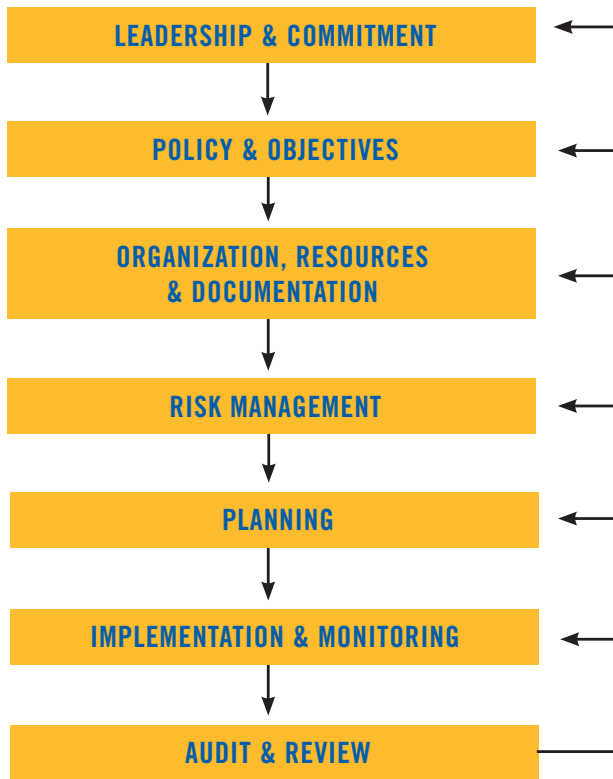 LEADERSHIP & COMMITMENT
POLICY & OBJECTIVES
ORGANIZATION, RESOURCES
& DOCUMENTATION
RISK MANAGEMENT
PLANNING
IMPLEMENTATION & MONITORING
AUDIT & REVIEW